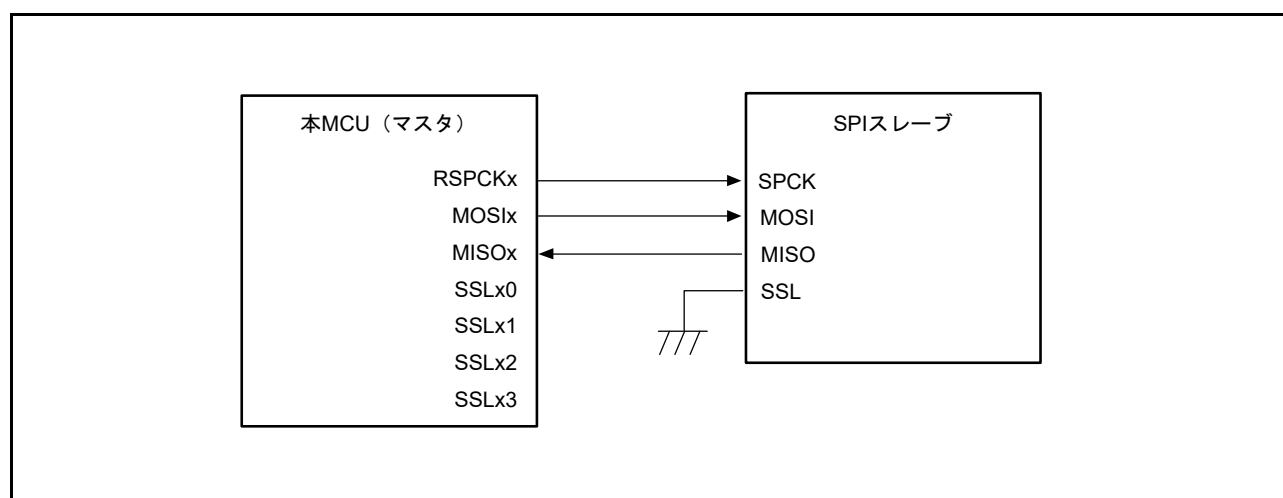 本MCU（マスタ）
RSPCKx
MOSIx
MISOx
SSLx0
SSLx1
SSLx2
SSLx3
SPIスレーブ
SPCK
MOSI
MISO
SSL